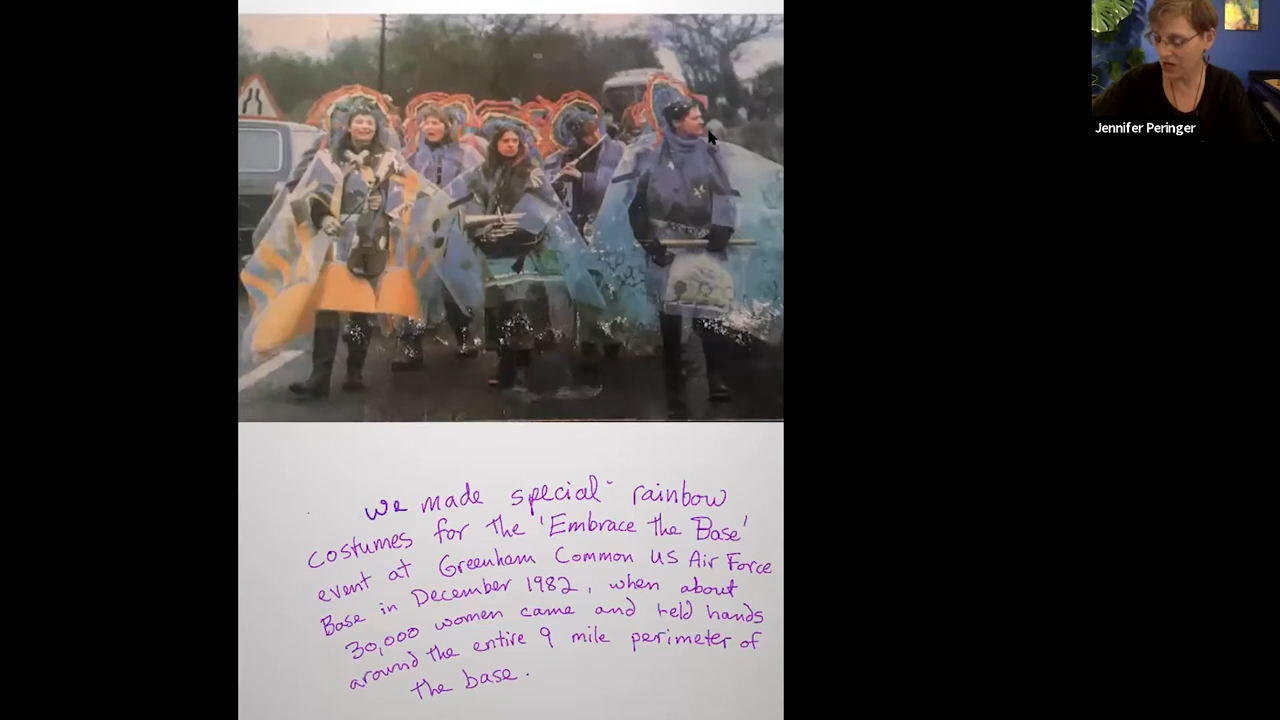 Jennifer Peringer
we made special rainbow
costumes for the 'Embrace the Base'
event at Greenham Common US Air Force
Base in December 1982, when about
30,000 women came and held hands
around the entire 9 mile perimeter of
the base.